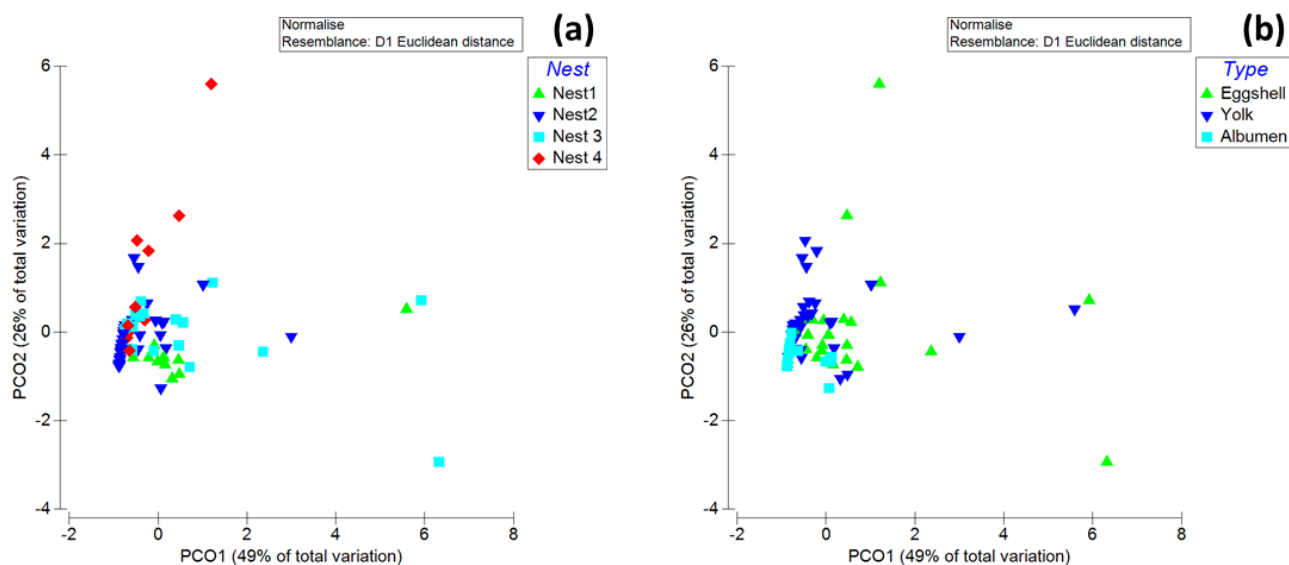 Normalise
Resemblance: D1 Euclidean distance
(a)
Nest
Nest1
Nest2
Nest 3
Nest 4
6
4
2
0
-2
-4
PCO2 (26% of total variation)
-2
0
2
4
6
8
PCO1 (49% of total variation)
Normalise
Resemblance: D1 Euclidean distance
(b)
Type
Eggshell
Yolk
Albumen
6
4
2
0
-2
-4
PCO2 (26% of total variation)
-2
0
2
4
6
8
PCO1 (49% of total variation)